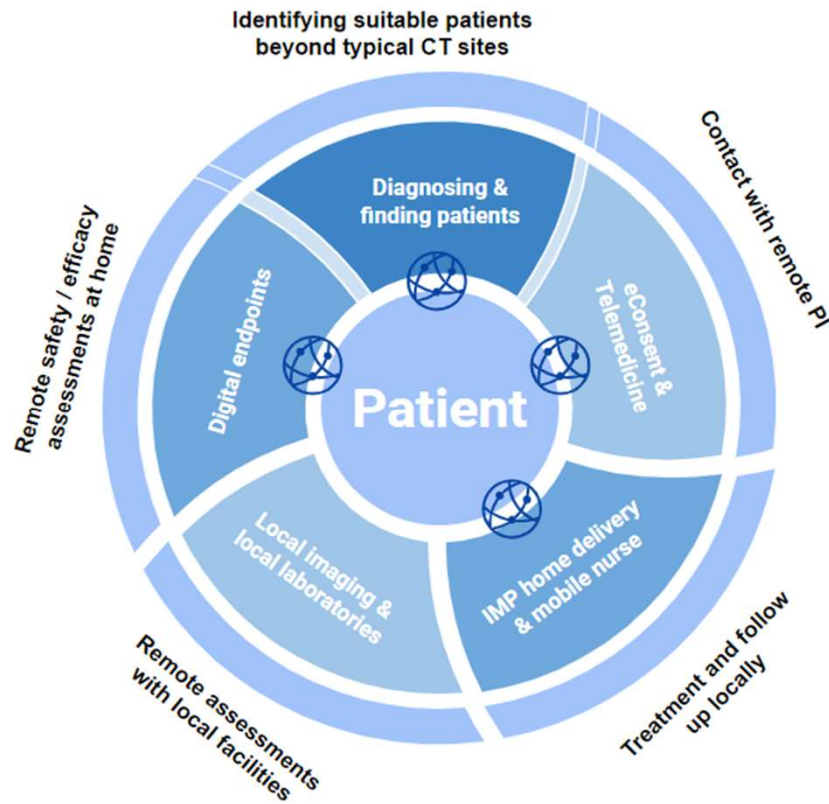 Identifying suitable patients
beyond typical CT sites
Diagnosing &
finding patients
Contact with remote PI
eConsent &
Telemedicine
Treatment and follow
up locally
IMP home delivery
& mobile nurse
Remote assessments
with local facilities
Local imaging &
local laboratories
Remote safety / efficacy
assessments at home
Digital endpoints
Patient